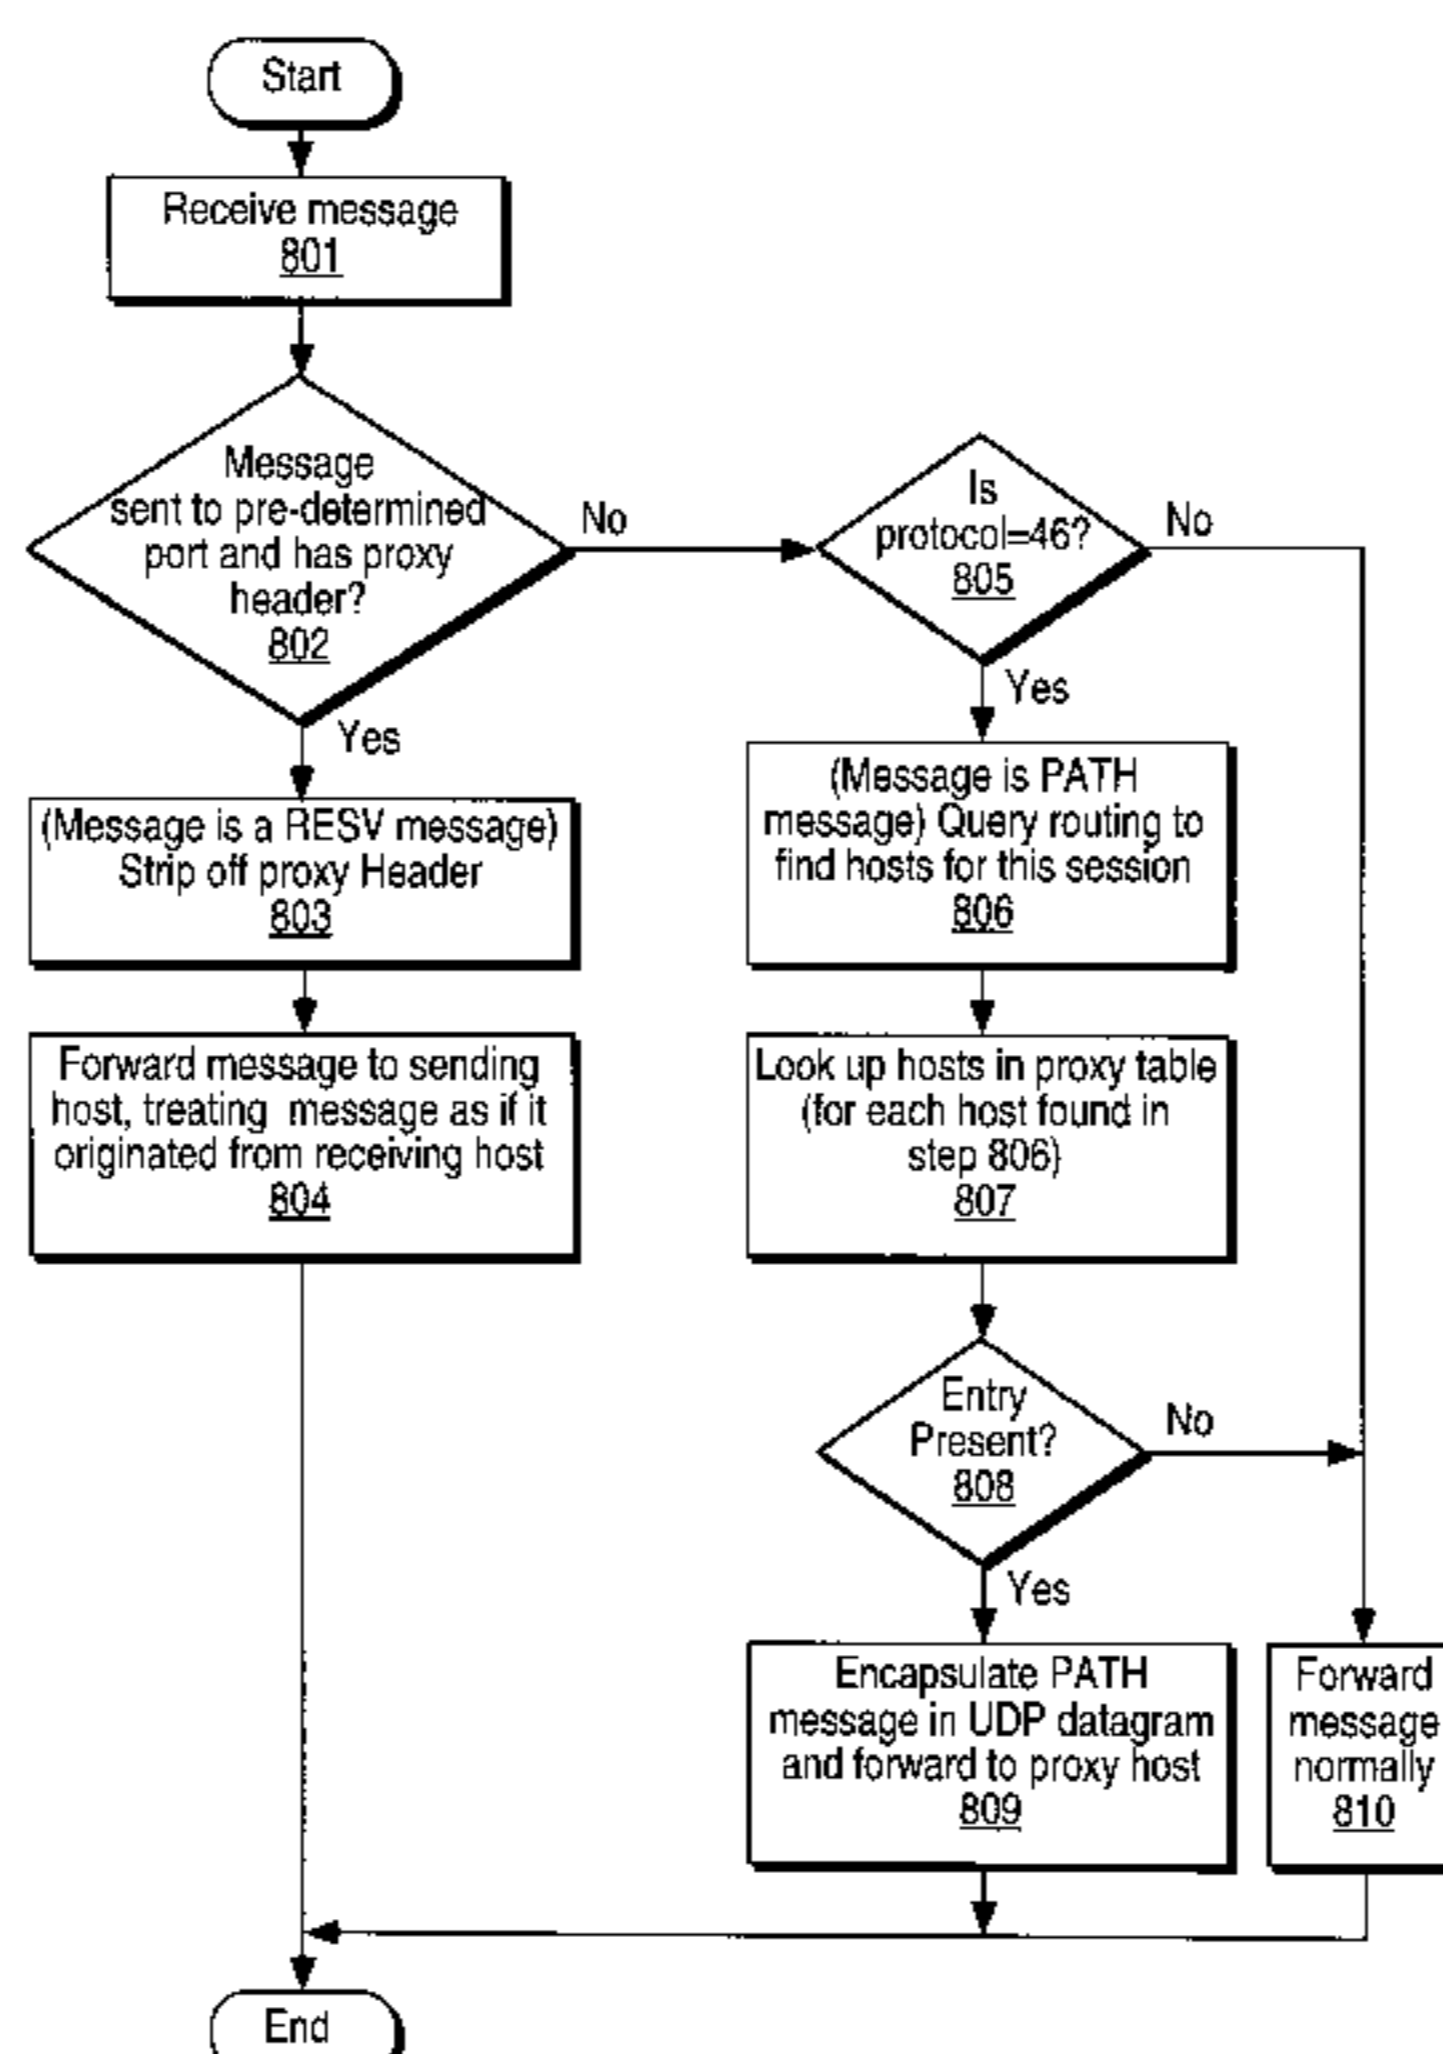 Start
Receive message
801
Message
sent to pre-determined
port and has proxy
header?
802
No
Yes
(Message is a RESV message)
Strip off proxy Header
803
Forward message to sending
host, treating message as if it
originated from receiving host
804
Is
protocol=46?
805
No
Yes
(Message is PATH
message) Query routing to
find hosts for this session
806
Look up hosts in proxy table
(for each host found in
step 806)
807
Entry
Present?
808
No
Yes
Encapsulate PATH
message in UDP datagram
and forward to proxy host
809
Forward
message
normally
810
End